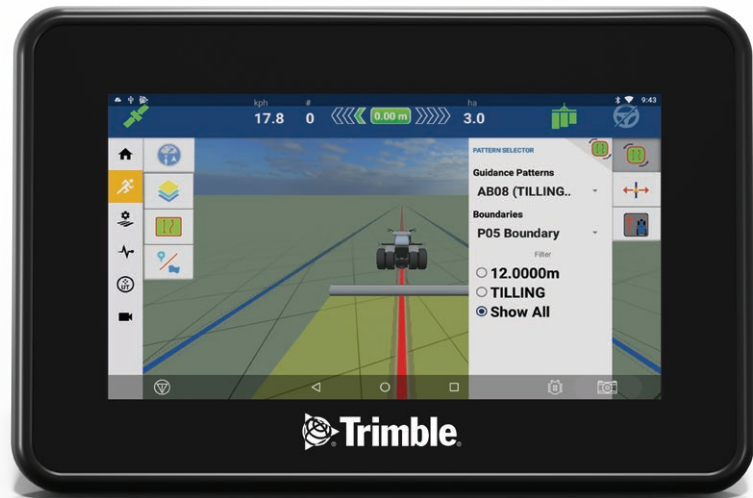 9:43
kph
#
ha
17.8
0
0.00 m
3.0
PATTERN SELECTOR
Guidance Patterns
AB08 (TILLING..
Boundaries
P05 Boundary
Filter
12.0000m
TILLING
Show All
UT
Trimble